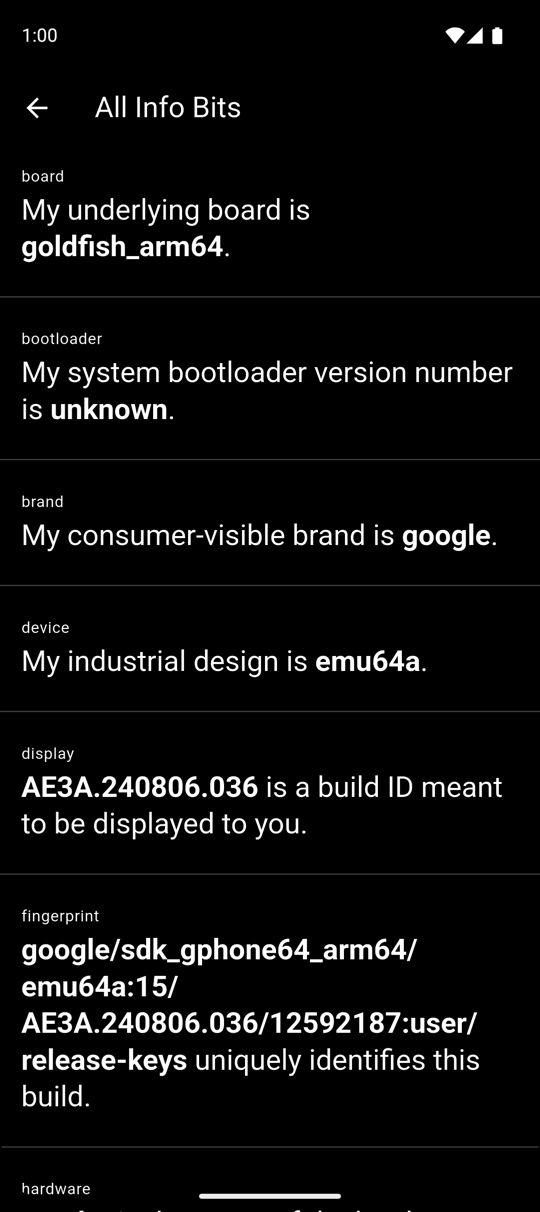 1:00
All Info Bits
board
My underlying board is
goldfish_arm64.
bootloader
My system bootloader version number
is unknown.
brand
My consumer-visible brand is google.
device
My industrial design is emu64a.
display
AE3A.240806.036 is a build ID meant
to be displayed to you.
fingerprint
google/sdk_gphone64_arm64/
emu64a:15/
AE3A.240806.036/12592187:user/
release-keys uniquely identifies this
build.
hardware